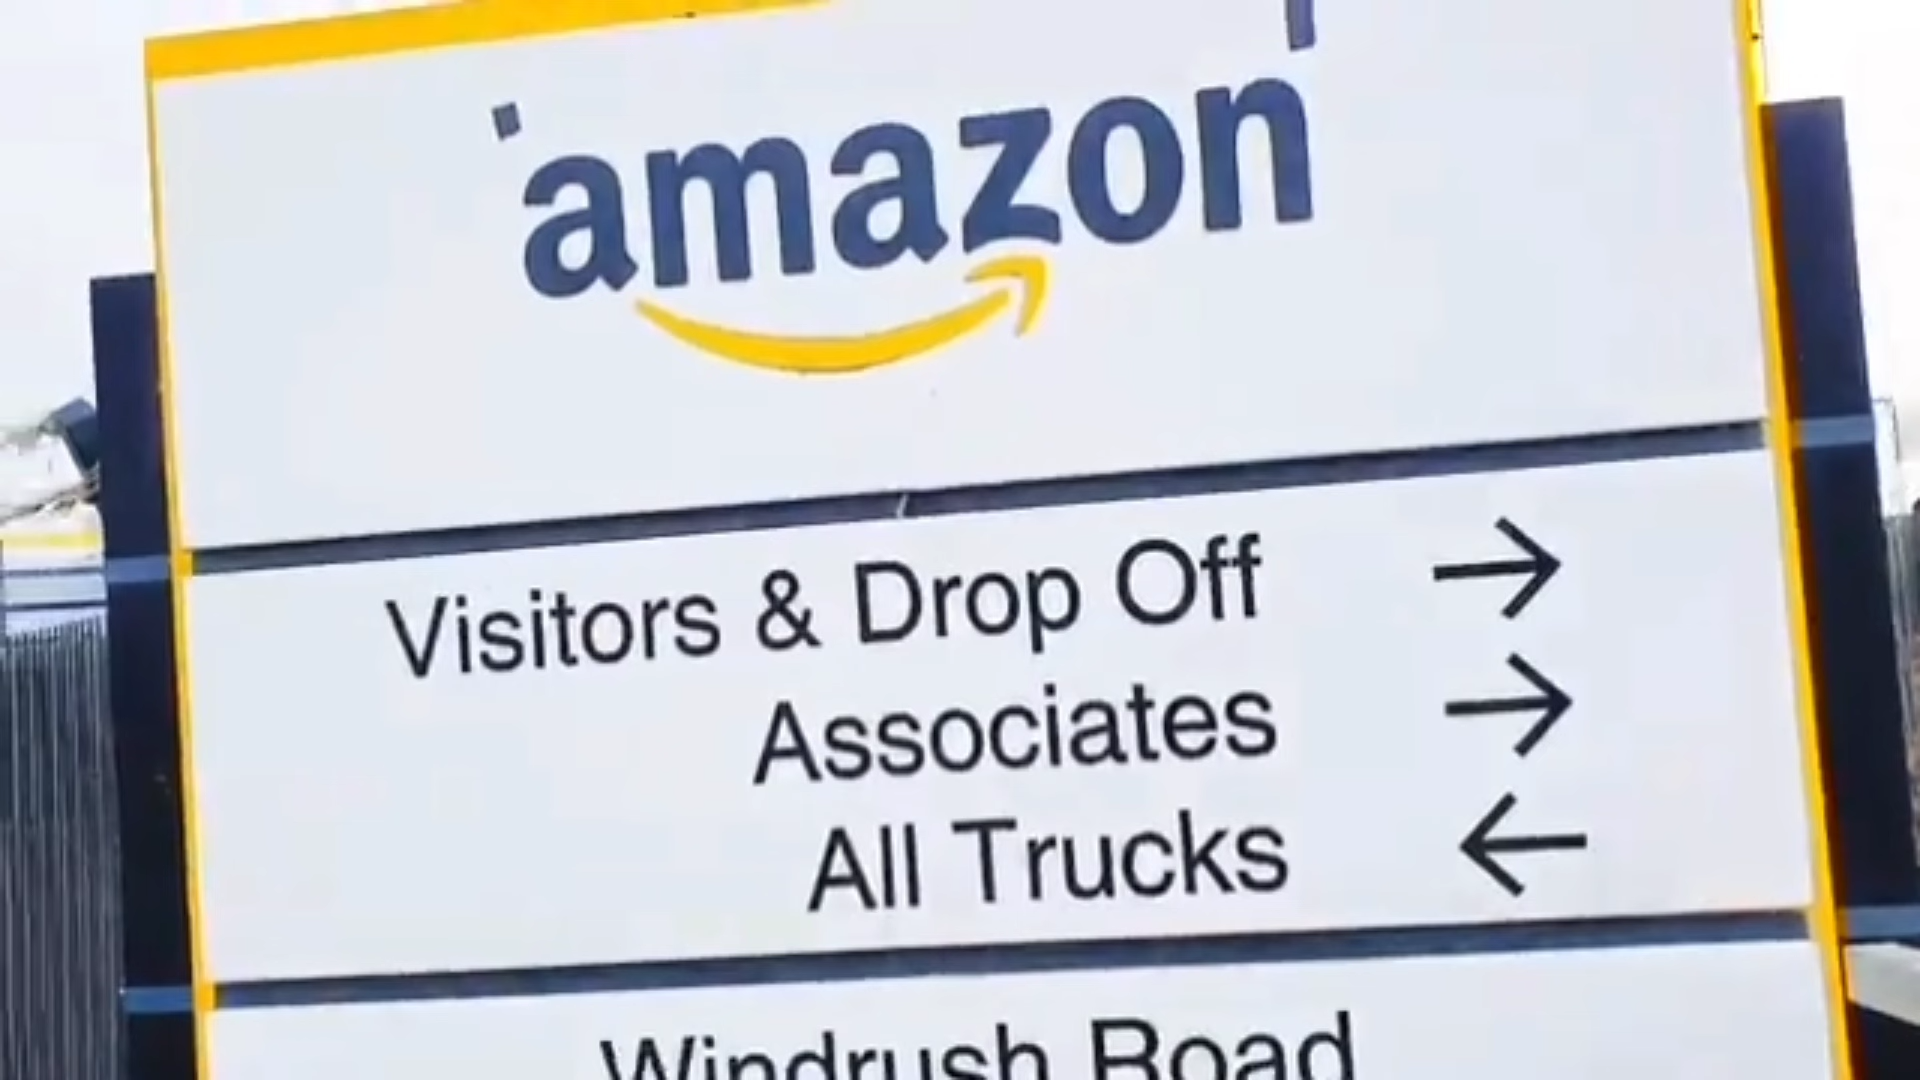 amazon
Visitors & Drop Off →
Associates →
All Trucks ←
Windrush Road